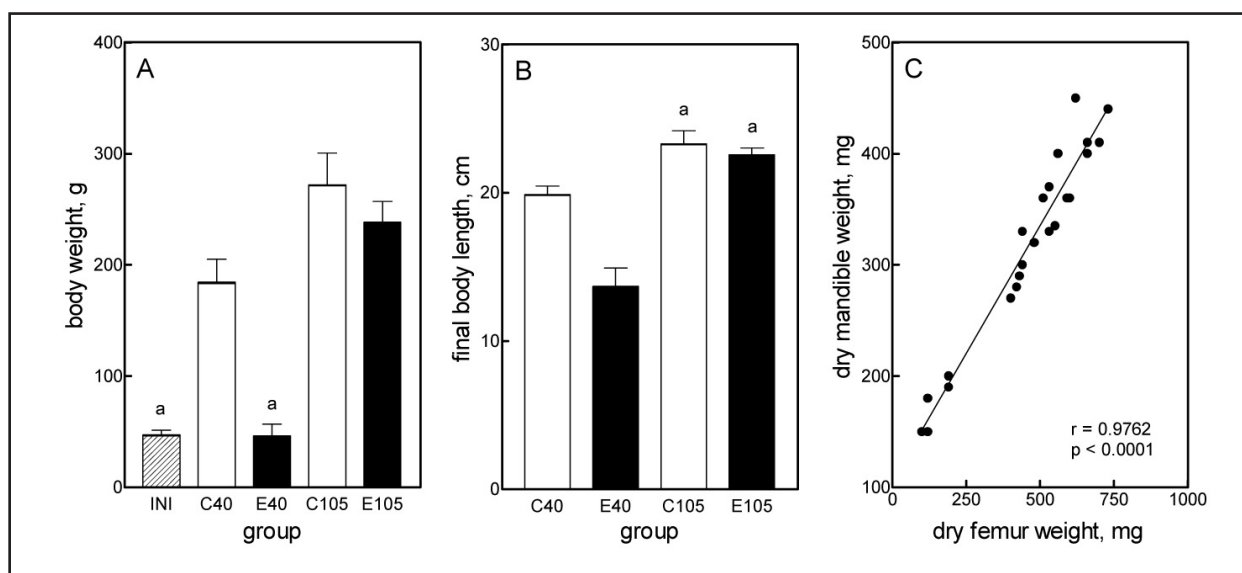 A
body weight, g
400
300
200
100
0
a
a
INI
C40
E40
C105
E105
group
B
final body length, cm
30
20
10
0
a
a
C40
E40
C105
E105
group
C
dry mandible weight, mg
500
400
300
200
100
r = 0.9762
p < 0.0001
0
250
500
750
1000
dry femur weight, mg